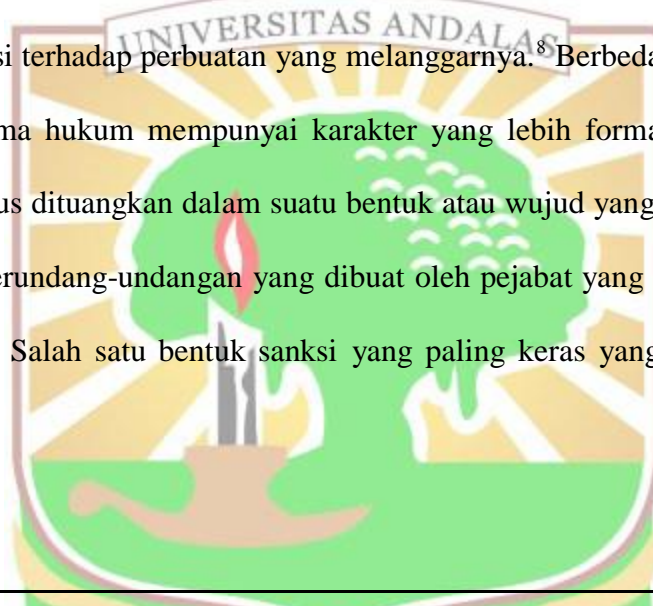 UNIVERSITAS ANDALAS
si terhadap perbuatan yang melanggarnya.⁸ Berbeda
ma hukum mempunyai karakter yang lebih forma
us dituangkan dalam suatu bentuk atau wujud yang
erundang-undangan yang dibuat oleh pejabat yang
Salah satu bentuk sanksi yang paling keras yang